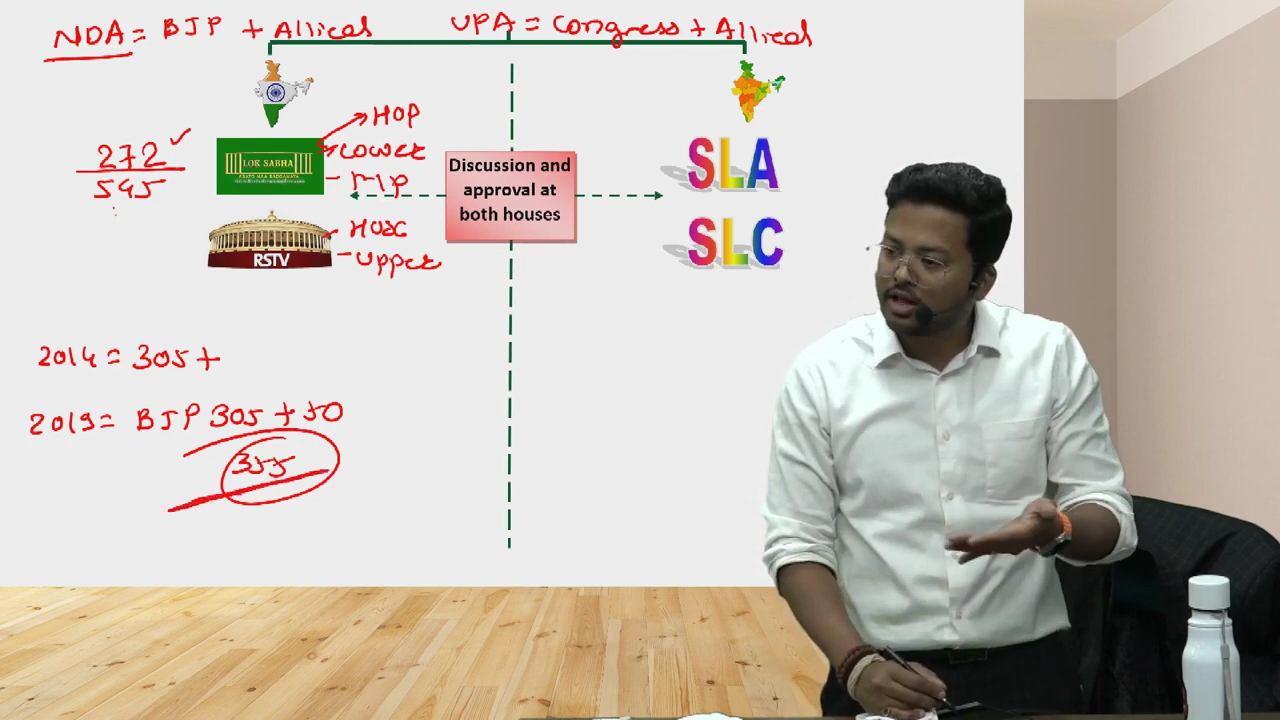 NDA = BJP + Allied
UPA = Congress + Allied
HOP
272 ✓
545
LOK SABHA
Lower
- MP
Discussion and
approval at
both houses
SLA
SLC
RSTV
- Upper
2014 = 305+
2019 = BJP 305 + 50
355